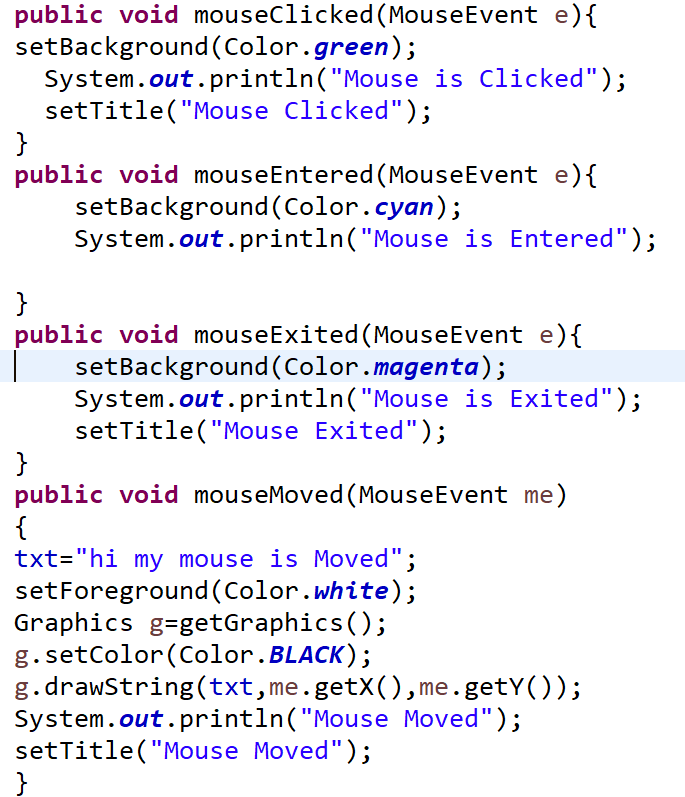 public void mouseClicked(MouseEvent e){
setBackground(Color.green);
  System.out.println("Mouse is Clicked");
  setTitle("Mouse Clicked");
}
public void mouseEntered(MouseEvent e){
    setBackground(Color.cyan);
    System.out.println("Mouse is Entered");

}
public void mouseExited(MouseEvent e){
    setBackground(Color.magenta);
    System.out.println("Mouse is Exited");
    setTitle("Mouse Exited");
}
public void mouseMoved(MouseEvent me)
{
txt="hi my mouse is Moved";
setForeground(Color.white);
Graphics g=getGraphics();
g.setColor(Color.BLACK);
g.drawString(txt,me.getX(),me.getY());
System.out.println("Mouse Moved");
setTitle("Mouse Moved");
}